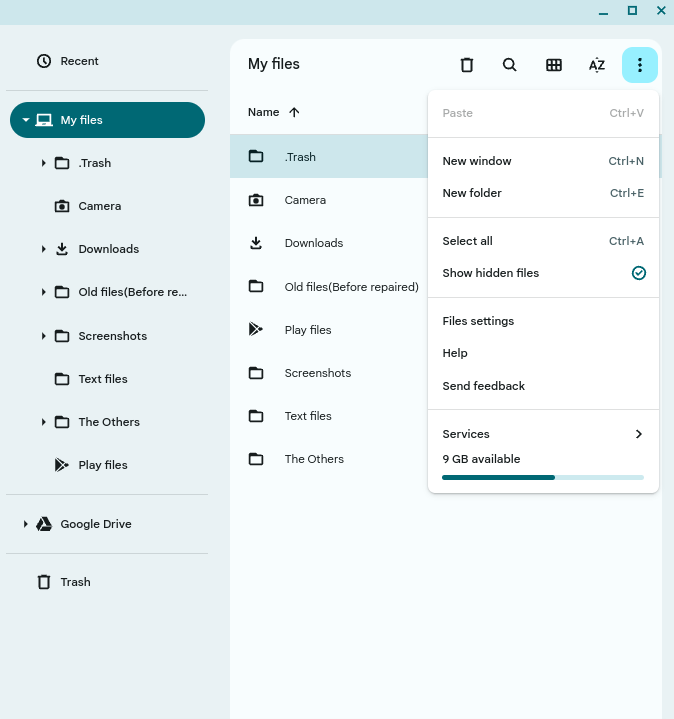 Recent
My files
.Trash
Camera
Downloads
Old files(Before re...
Screenshots
Text files
The Others
Play files
Google Drive
Trash
My files
AZ
Name
.Trash
Camera
Downloads
Old files(Before repaired)
Play files
Screenshots
Text files
The Others
Paste Ctrl+V
New window Ctrl+N
New folder Ctrl+E
Select all Ctrl+A
Show hidden files
Files settings
Help
Send feedback
Services
9 GB available